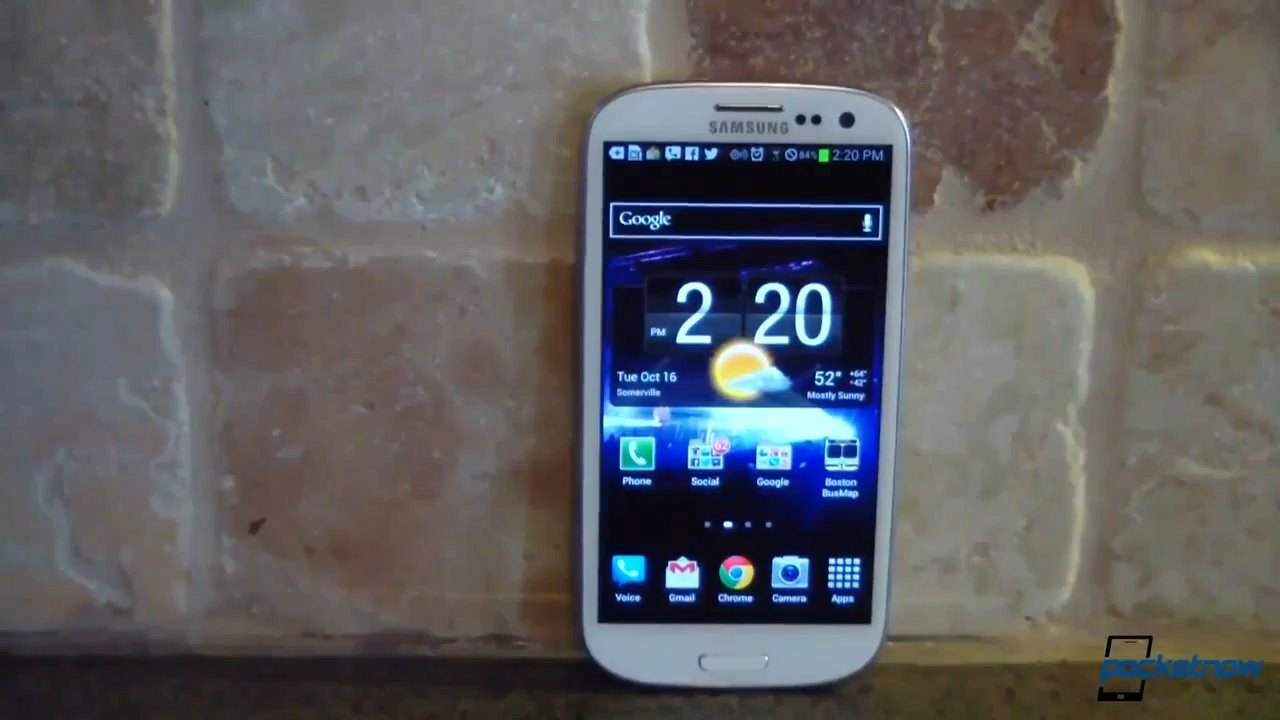 SAMSUNG
84% 2:20 PM
Google
PM 2 20
Tue Oct 16 52° +64°
+42°
Somerville Mostly Sunny
62
Phone Social Google Boston
BusMap
Voice Gmail Chrome Camera Apps
pocketnow